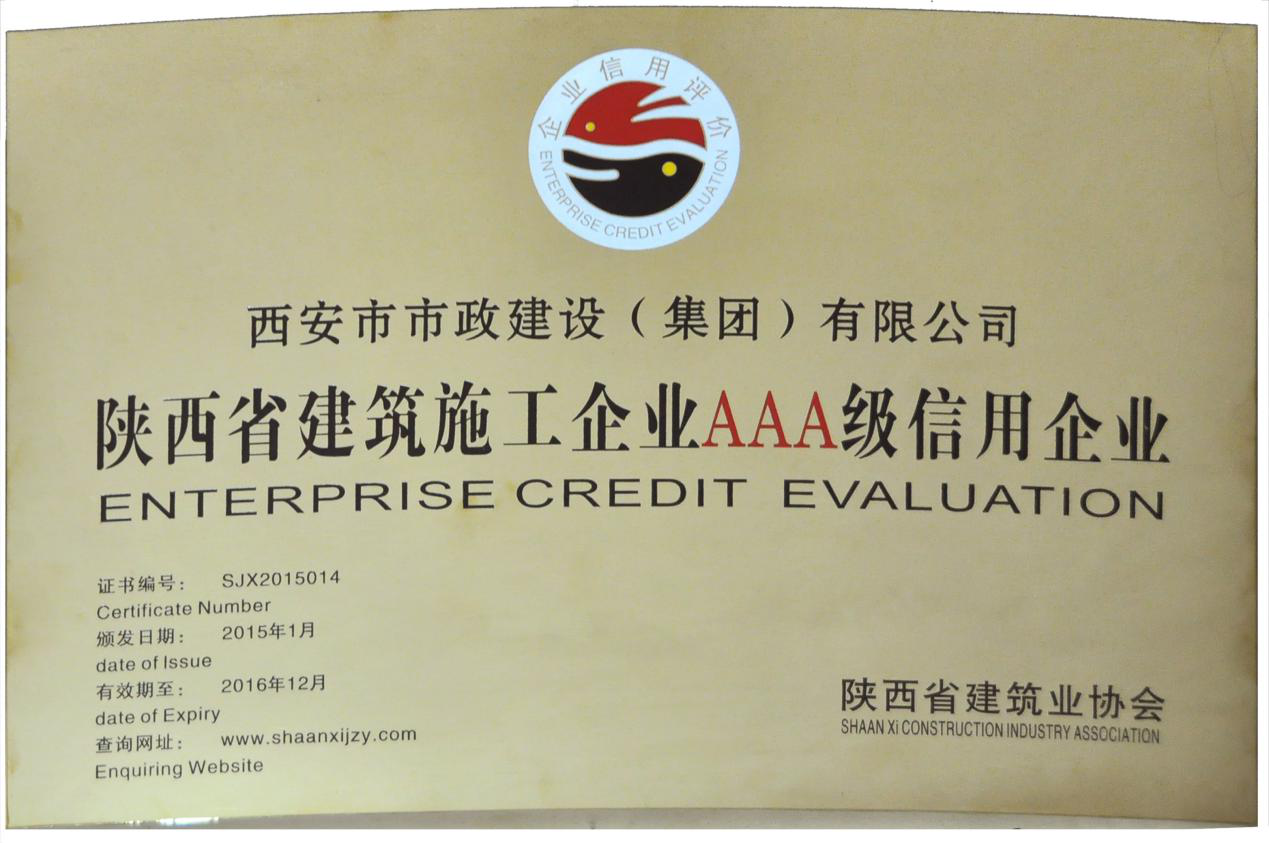 企业信用评价
ENTERPRISE CREDIT EVALUATION
西安市市政建设（集团）有限公司
陕西省建筑施工企业AAA级信用企业
ENTERPRISE CREDIT EVALUATION
证书编号： SJX2015014
Certificate Number
颁发日期： 2015年1月
date of Issue
有效期至： 2016年12月
date of Expiry
查询网址： www.shaanxijzy.com
Enquiring Website
陕西省建筑业协会
SHAAN Xi CONSTRUCTION INDUSTRY ASSOCIATION